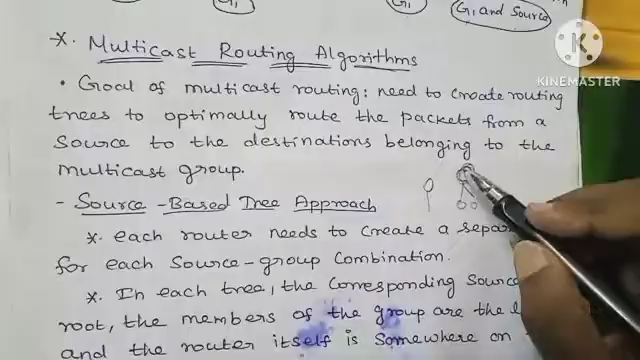 G1
G1
G1 and Source
* Multicast Routing Algorithms
K
KINEMASTER
• Goal of multicast routing: need to create routing
trees to optimally route the packets from a
Source to the destinations belonging to the
multicast group.
- Source-Based Tree Approach
* each router needs to create a
for each Source-group Combination.
* In each tree, the corresponding Source
root, the members of the group are the
and the router itself is somewhere on